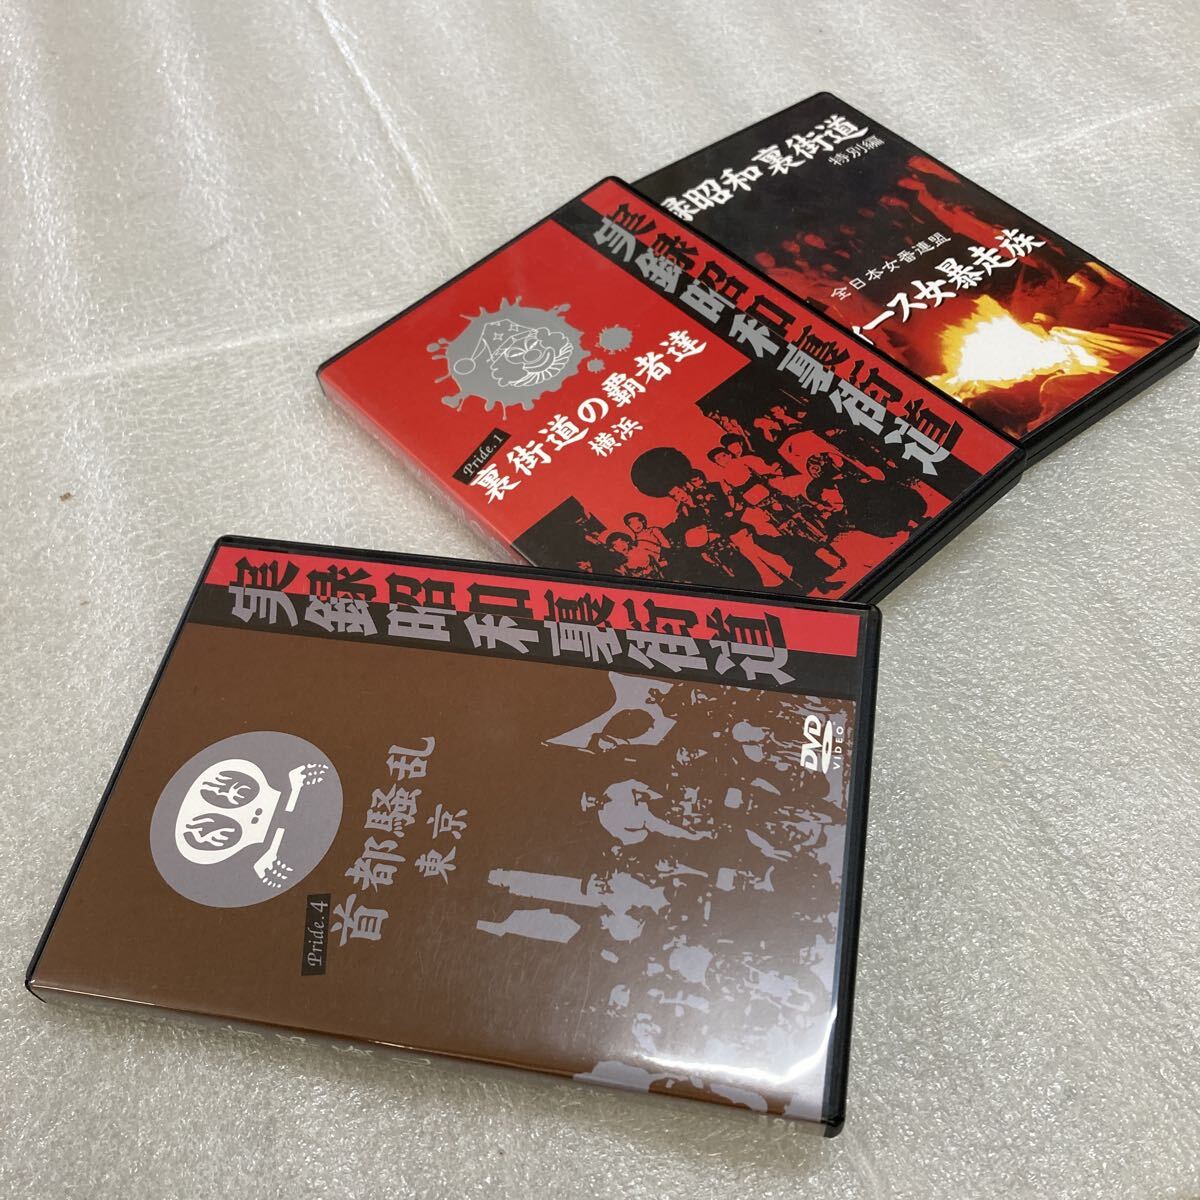 録昭和裏街道
特別編
全日本女番連盟
ィース女暴走族
実録昭和裏街道
Pride.1
裏街道の覇者達
横浜
実録昭和裏街道
DVD
VIDEO
Pride.4
首都騒乱
東京